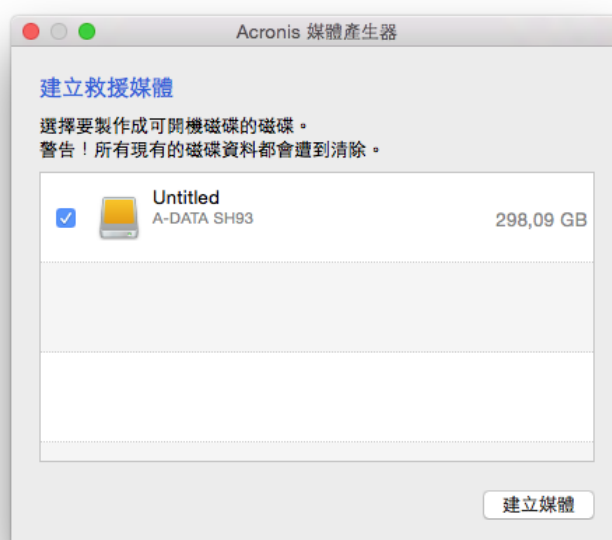 Acronis 媒體產生器
建立救援媒體
選擇要製作成可開機磁碟的磁碟。
警告！所有現有的磁碟資料都會遭到清除。
Untitled
A-DATA SH93
298,09 GB
建立媒體